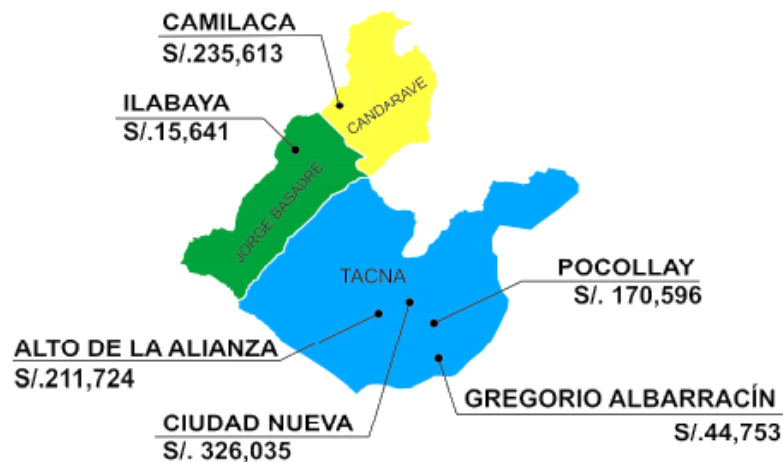 CAMILACA
S/.235,613
ILABAYA
S/.15,641
CANDARAVE
JORGE BASADRE
TACNA
POCOLLAY
S/. 170,596
ALTO DE LA ALIANZA
S/.211,724
GREGORIO ALBARRACÍN
S/.44,753
CIUDAD NUEVA
S/. 326,035